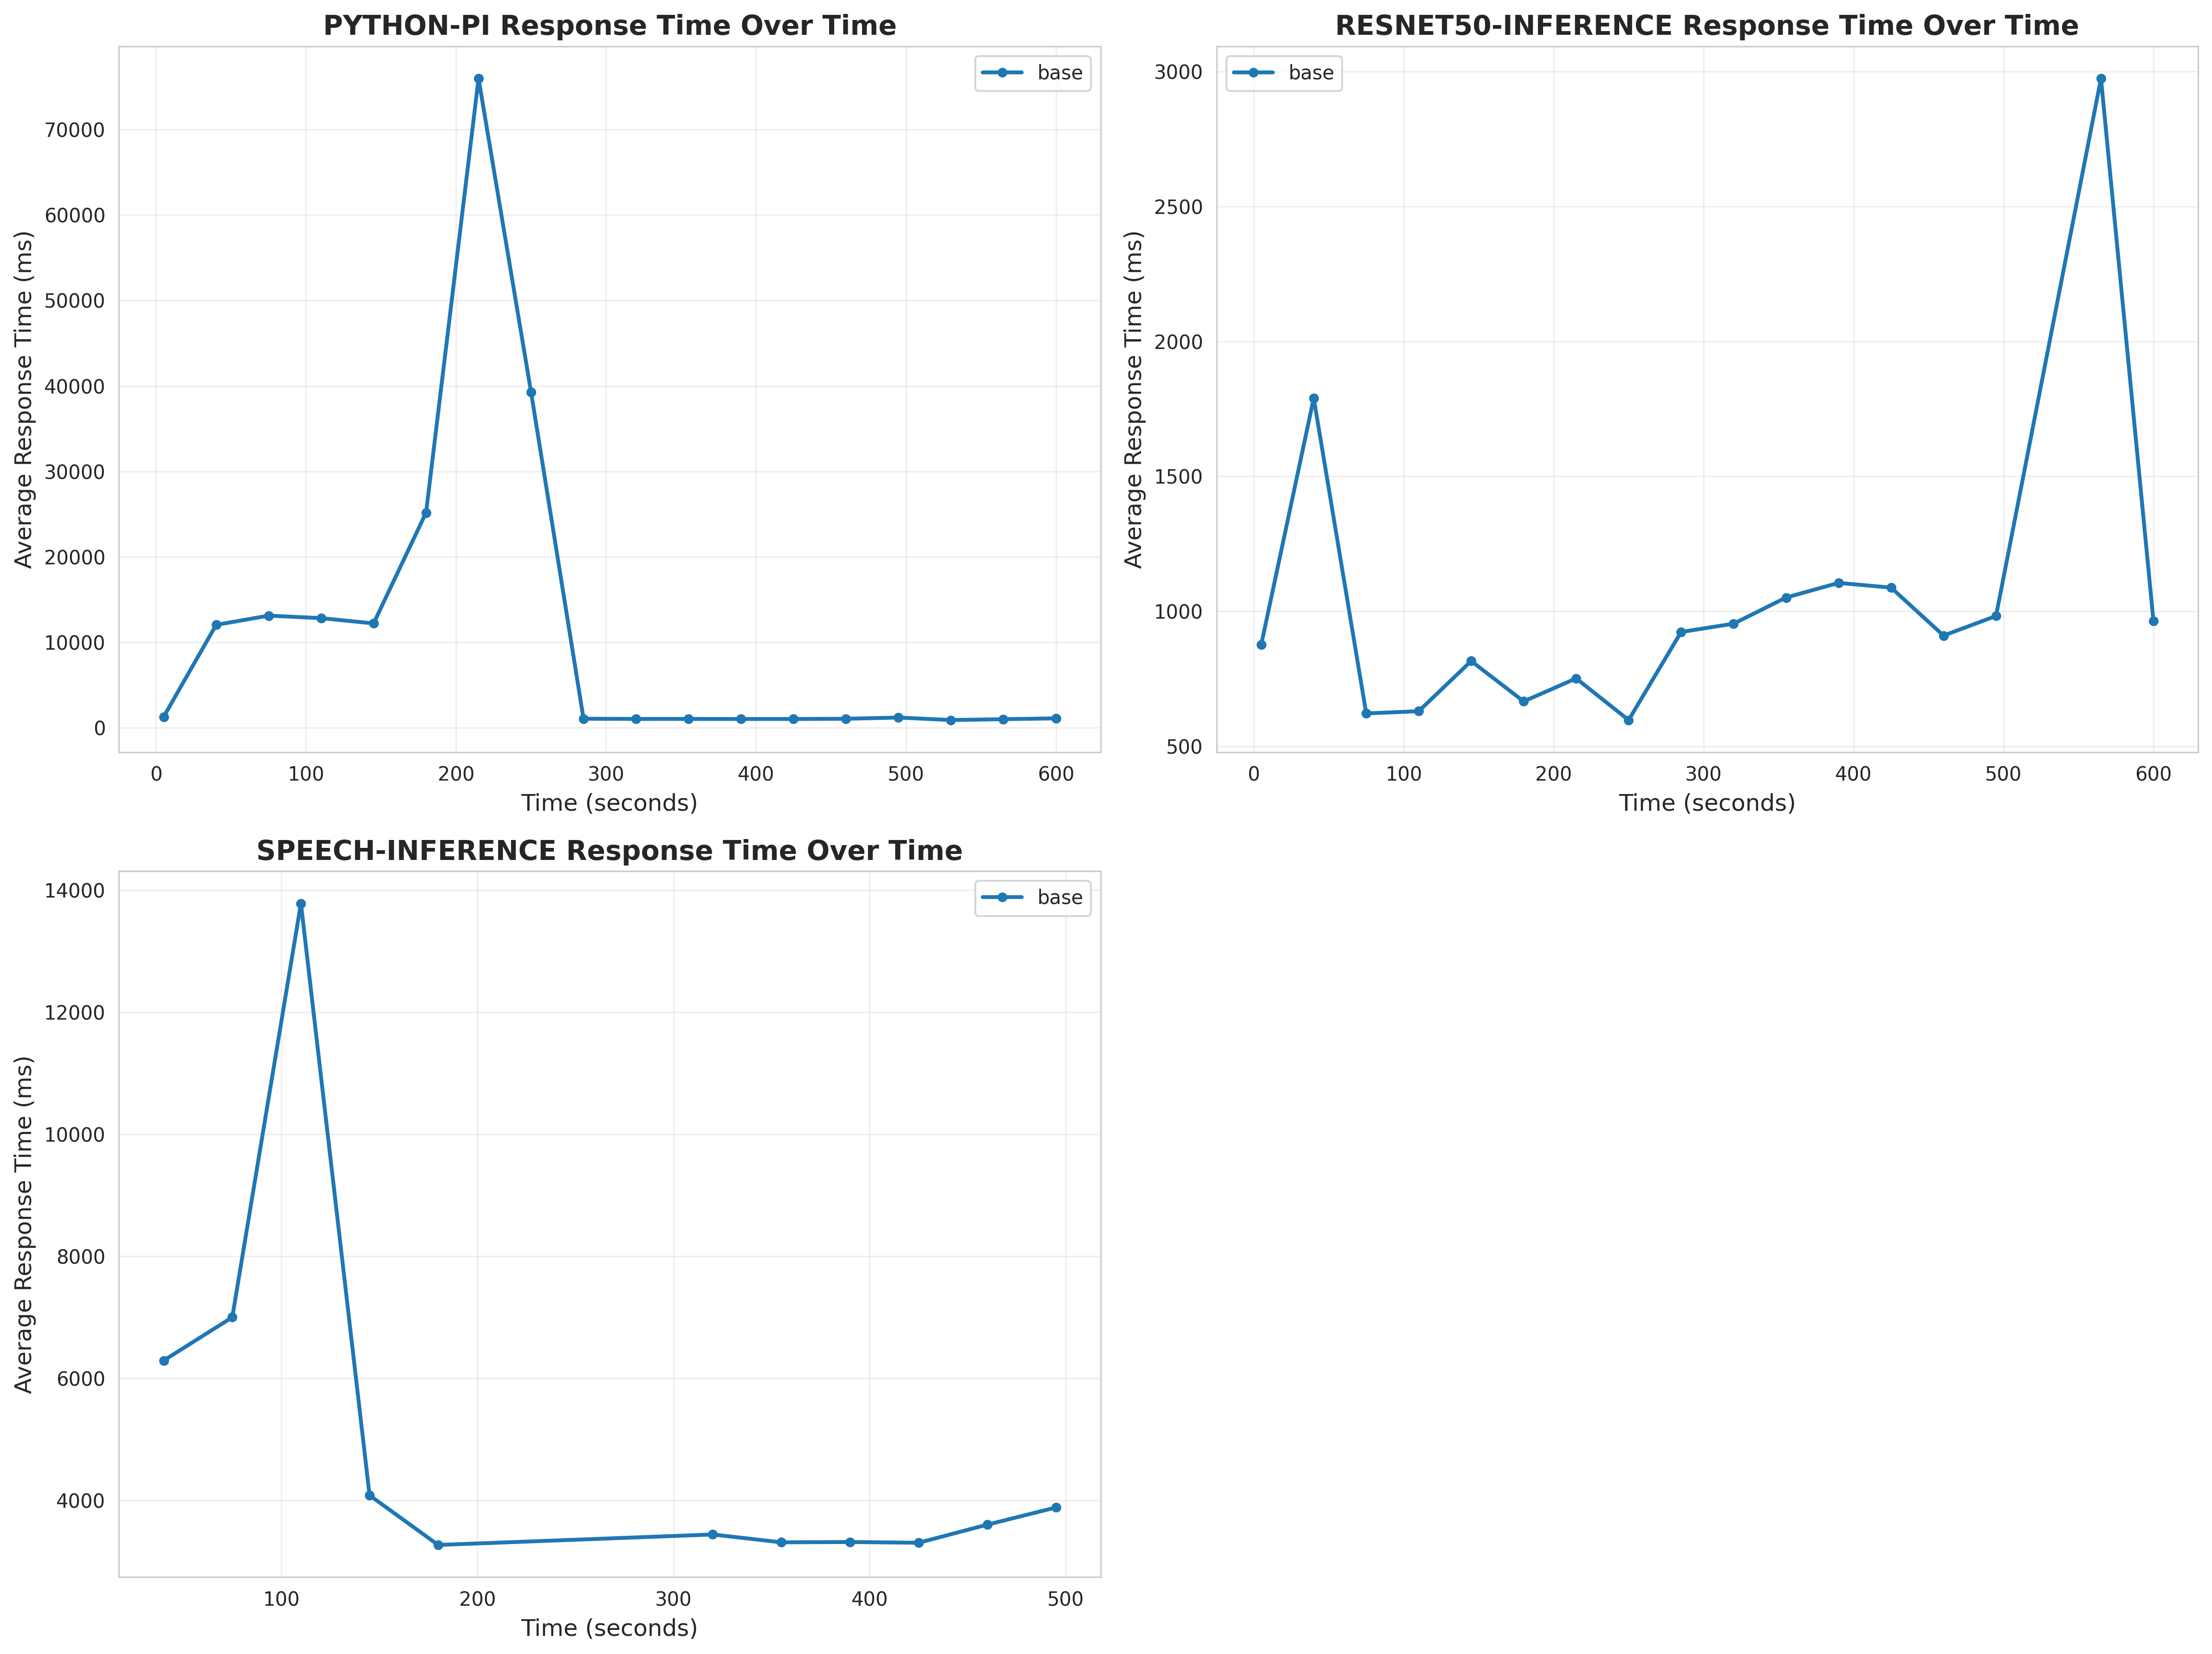 PYTHON-PI Response Time Over Time
base
Average Response Time (ms)
70000
60000
50000
40000
30000
20000
10000
0
0 100 200 300 400 500 600
Time (seconds)
RESNET50-INFERENCE Response Time Over Time
base
Average Response Time (ms)
3000
2500
2000
1500
1000
500
0 100 200 300 400 500 600
Time (seconds)
SPEECH-INFERENCE Response Time Over Time
base
Average Response Time (ms)
14000
12000
10000
8000
6000
4000
100 200 300 400 500
Time (seconds)